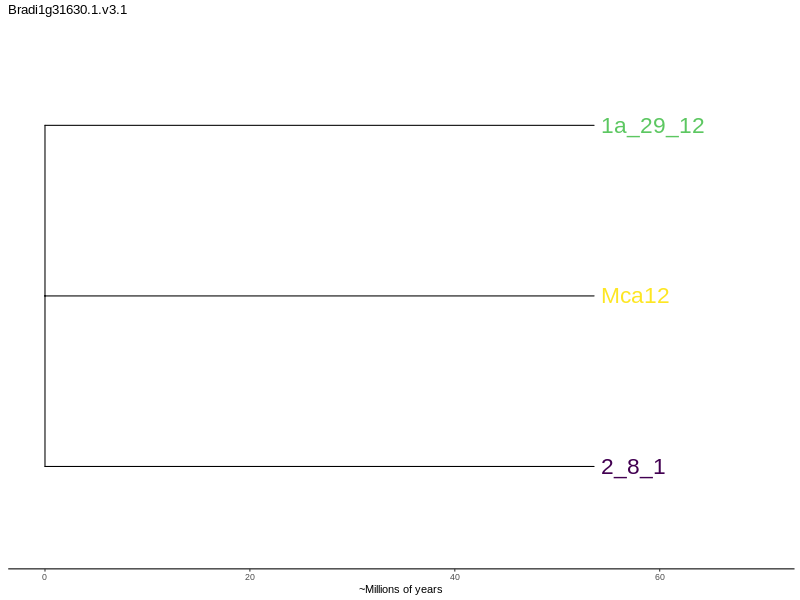 Bradi1g31630.1.v3.1
1a_29_12
Mca12
2_8_1
0 20 40 60
~Millions of years